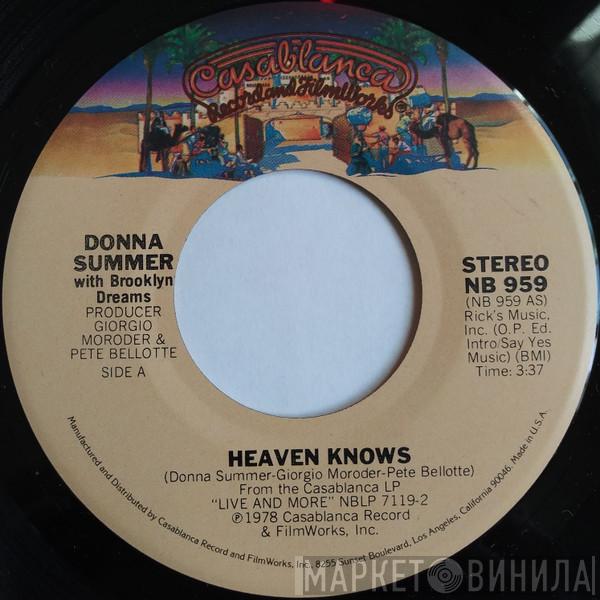 Casablanca
Record and FilmWorks
DONNA
SUMMER
with Brooklyn
Dreams
PRODUCER
GIORGIO
MORODER &
PETE BELLOTTE
SIDE A
STEREO
NB 959
(NB 959 AS)
Rick's Music,
Inc. (O.P. Ed.
Intro/Say Yes
Music) (BMI)
Time: 3:37
HEAVEN KNOWS
(Donna Summer-Giorgio Moroder-Pete Bellotte)
From the Casablanca LP
"LIVE AND MORE" NBLP 7119-2
℗1978 Casablanca Record
& FilmWorks, Inc.
Manufactured and Distributed by Casablanca Record and FilmWorks, Inc., 8255 Sunset Boulevard, Los Angeles, California 90046. Made in U.S.A.
МАРКЕТ ВИНИЛА